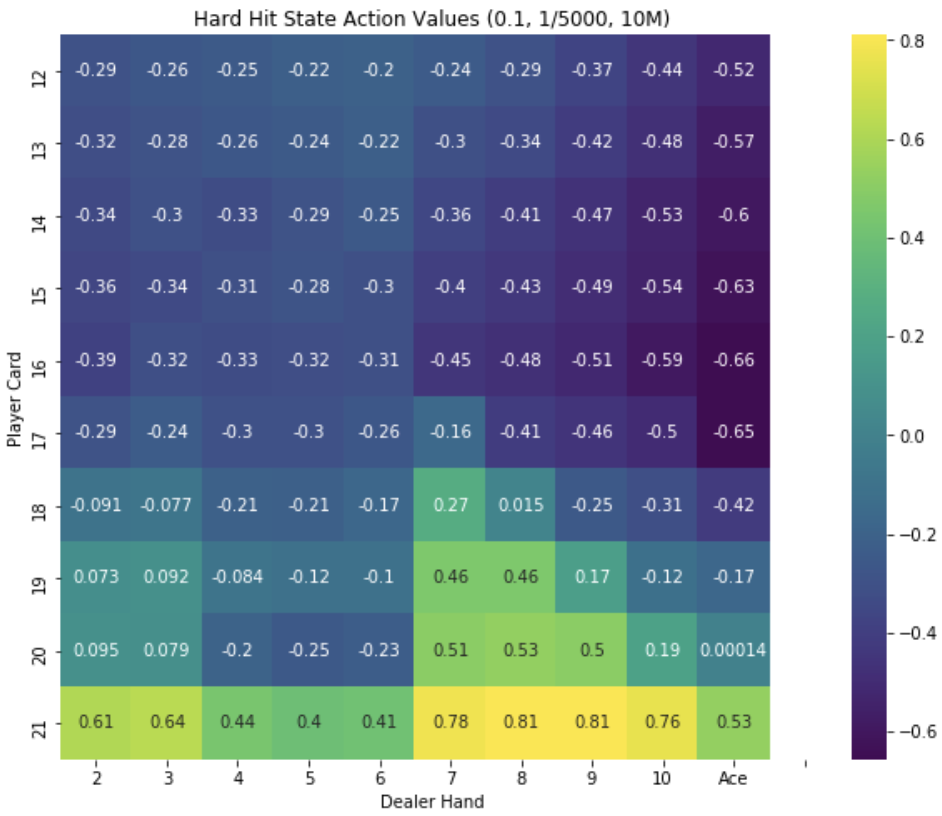 Hard Hit State Action Values (0.1, 1/5000, 10M)
12 -0.29 -0.26 -0.25 -0.22 -0.2 -0.24 -0.29 -0.37 -0.44 -0.52
13 -0.32 -0.28 -0.26 -0.24 -0.22 -0.3 -0.34 -0.42 -0.48 -0.57
14 -0.34 -0.3 -0.33 -0.29 -0.25 -0.36 -0.41 -0.47 -0.53 -0.6
15 -0.36 -0.34 -0.31 -0.28 -0.3 -0.4 -0.43 -0.49 -0.54 -0.63
16 -0.39 -0.32 -0.33 -0.32 -0.31 -0.45 -0.48 -0.51 -0.59 -0.66
17 -0.29 -0.24 -0.3 -0.3 -0.26 -0.16 -0.41 -0.46 -0.5 -0.65
18 -0.091 -0.077 -0.21 -0.21 -0.17 0.27 0.015 -0.25 -0.31 -0.42
19 0.073 0.092 -0.084 -0.12 -0.1 0.46 0.46 0.17 -0.12 -0.17
20 0.095 0.079 -0.2 -0.25 -0.23 0.51 0.53 0.5 0.19 0.00014
21 0.61 0.64 0.44 0.4 0.41 0.78 0.81 0.81 0.76 0.53
2 3 4 5 6 7 8 9 10 Ace
Dealer Hand
Player Card
0.8
0.6
0.4
0.2
0.0
−0.2
−0.4
−0.6